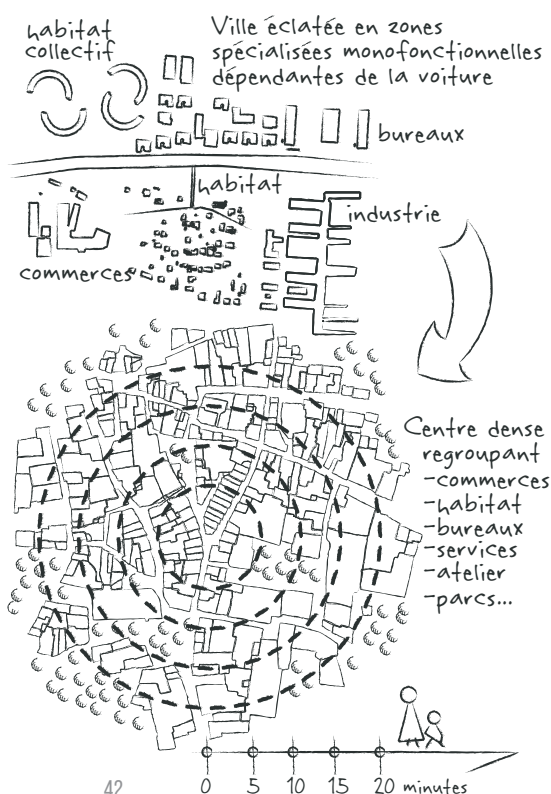 habitat
collectif
Ville éclatée en zones
spécialisées monofonctionnelles
dépendantes de la voiture
bureaux
habitat
industrie
commerces
Centre dense
regroupant
-commerces
-habitat
-bureaux
-services
-atelier
-parcs...
0 5 10 15 20 minutes
42